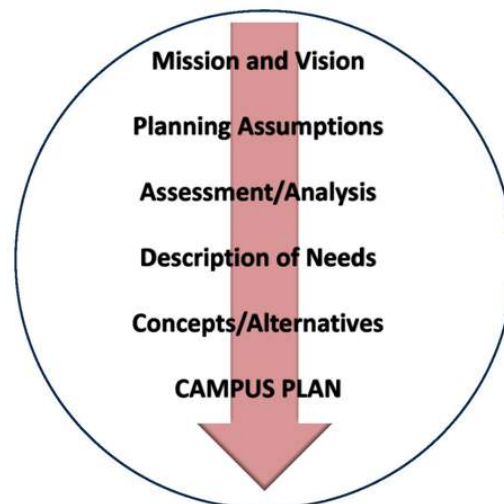 Mission and Vision
Planning Assumptions
Assessment/Analysis
Description of Needs
Concepts/Alternatives
CAMPUS PLAN